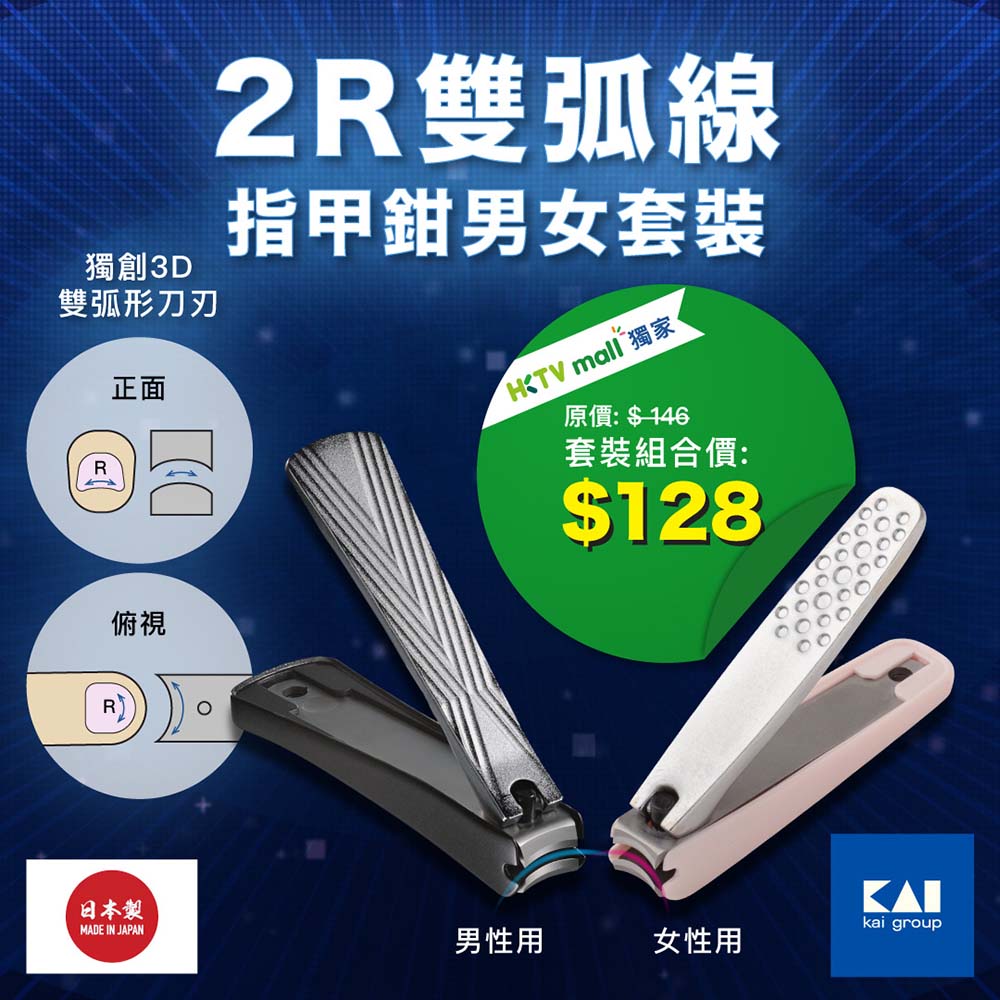 2R雙弧線
指甲鉗男女套裝
獨創3D
雙弧形刀刃
正面
R
俯視
R
HKTV mall 獨家
原價: $ 146
套裝組合價:
$128
男性用
女性用
日本製
MADE IN JAPAN
KAI
kai group